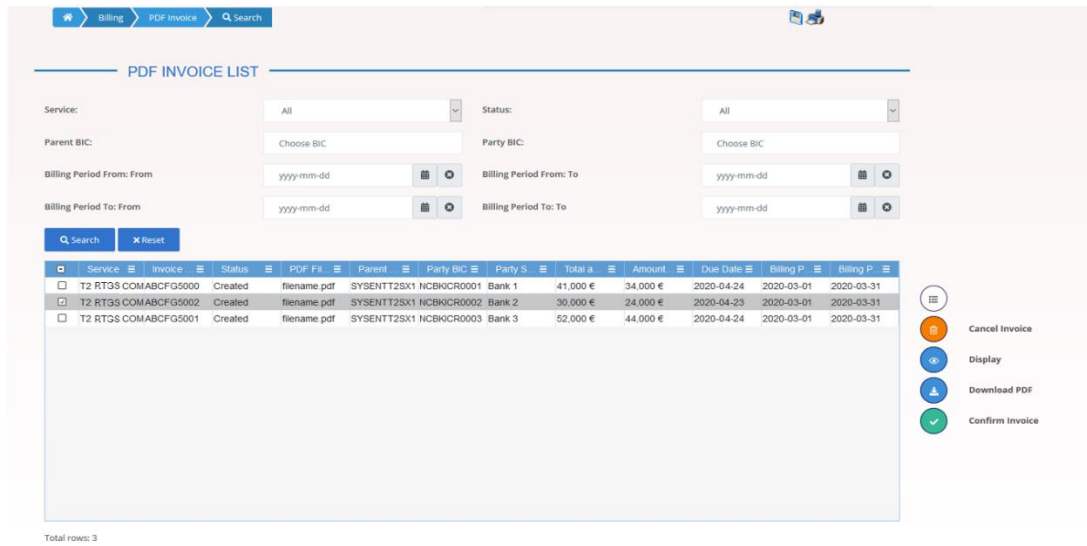 Billing PDF Invoice Search
PDF INVOICE LIST
Service: All Status: All
Parent BIC: Choose BIC Party BIC: Choose BIC
Billing Period From: From yyyy-mm-dd Billing Period From: To yyyy-mm-dd
Billing Period To: From yyyy-mm-dd Billing Period To: To yyyy-mm-dd
Search Reset
Service Invoice ... Status PDF Fil... Parent ... Party BIC Party S... Total a... Amount... Due Date Billing P... Billing P...
T2 RTGS COMABCFG5000 Created filename.pdf SYSENTT2SX1 NCBKICR0001 Bank 1 41,000 € 34,000 € 2020-04-24 2020-03-01 2020-03-31
T2 RTGS COMABCFG5002 Created filename.pdf SYSENTT2SX1 NCBKICR0002 Bank 2 30,000 € 24,000 € 2020-04-23 2020-03-01 2020-03-31
T2 RTGS COMABCFG5001 Created filename.pdf SYSENTT2SX1 NCBKICR0003 Bank 3 52,000 € 44,000 € 2020-04-24 2020-03-01 2020-03-31
Cancel Invoice
Display
Download PDF
Confirm Invoice
Total rows: 3